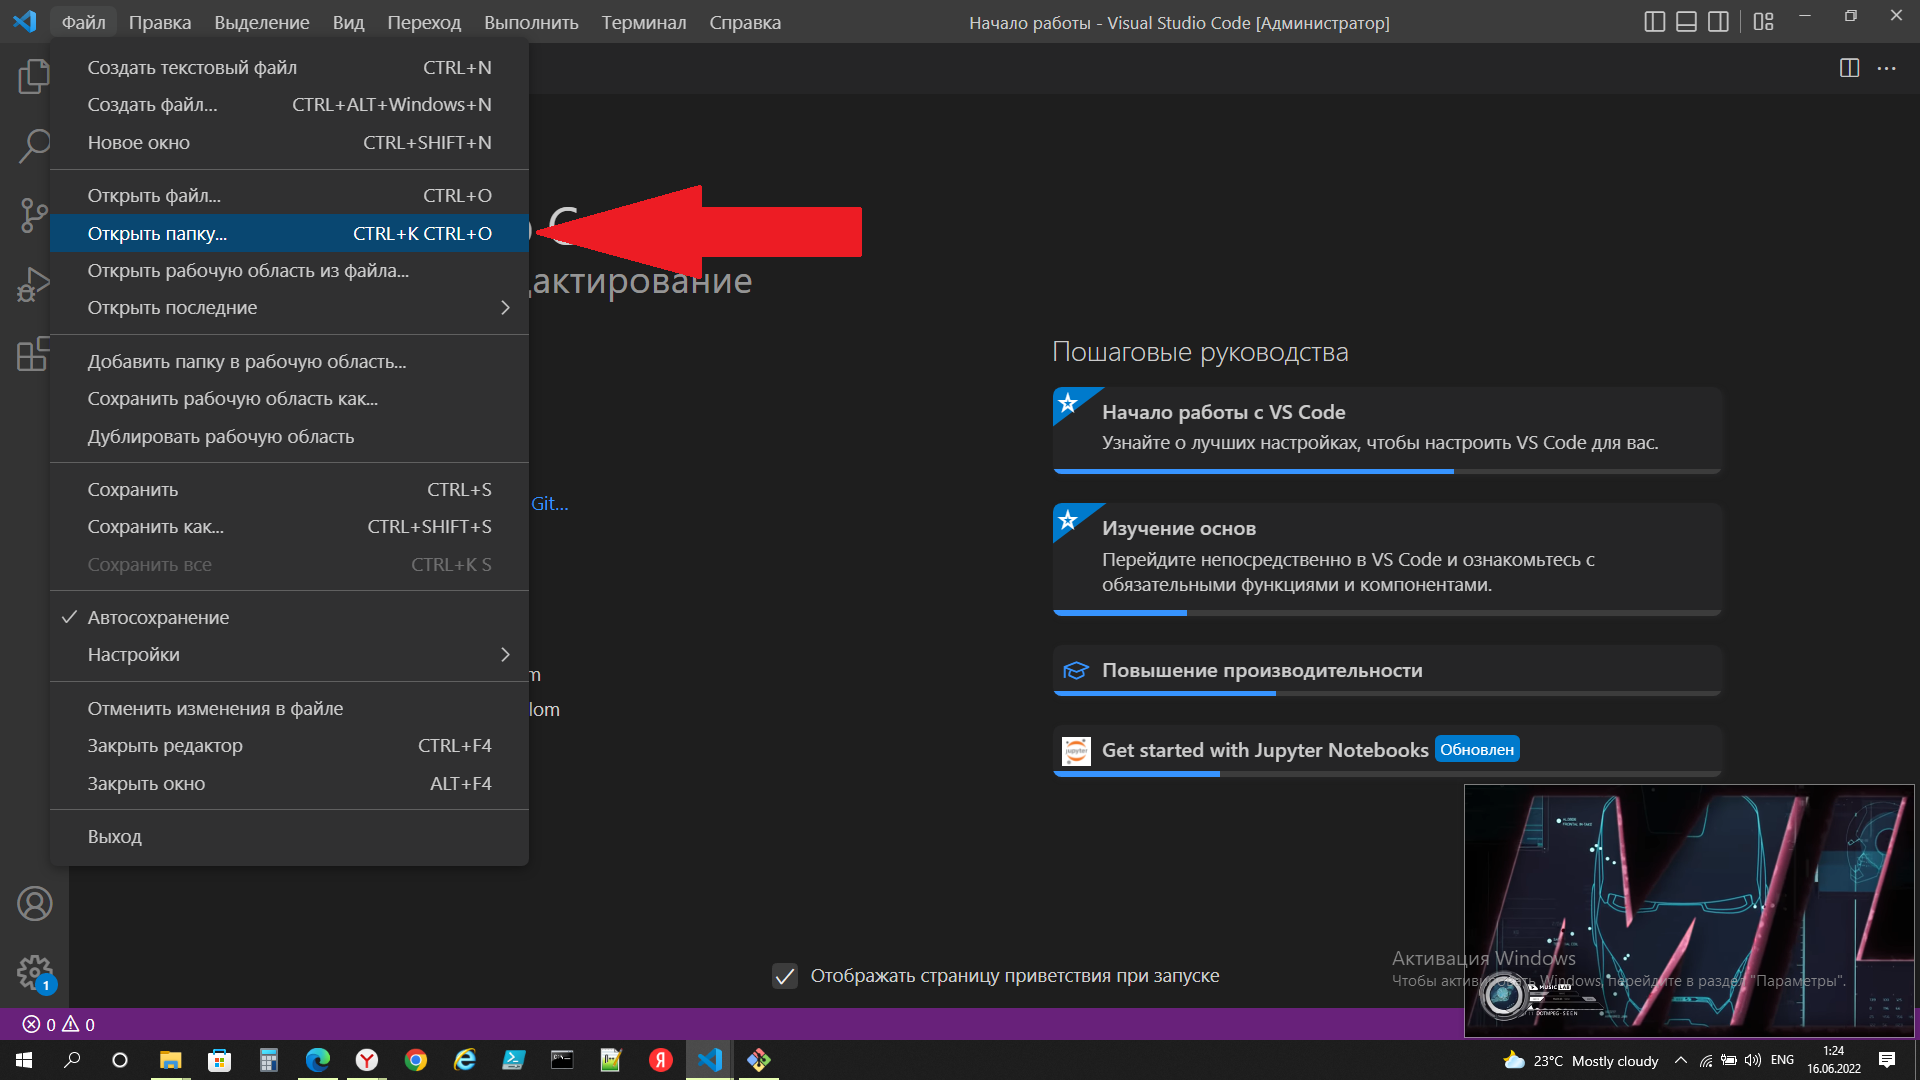 Файл Правка Выделение Вид Переход Выполнить Терминал Справка
Начало работы - Visual Studio Code [Администратор]
Создать текстовый файл CTRL+N
Создать файл... CTRL+ALT+Windows+N
Новое окно CTRL+SHIFT+N
Открыть файл... CTRL+O
Открыть папку... CTRL+K CTRL+O
Открыть рабочую область из файла...
Открыть последние
Добавить папку в рабочую область...
Сохранить рабочую область как...
Дублировать рабочую область
Сохранить CTRL+S
Сохранить как... CTRL+SHIFT+S
Сохранить все CTRL+K S
Автосохранение
Настройки
Отменить изменения в файле
Закрыть редактор CTRL+F4
Закрыть окно ALT+F4
Выход
дактирование
Git...
m
dom
Пошаговые руководства
Начало работы с VS Code
Узнайте о лучших настройках, чтобы настроить VS Code для вас.
Изучение основ
Перейдите непосредственно в VS Code и ознакомьтесь с
обязательными функциями и компонентами.
Повышение производительности
jupyter
Get started with Jupyter Notebooks Обновлен
Отображать страницу приветствия при запуске
Активация Windows
Чтобы активировать Windows, перейдите в раздел "Параметры".
MUSIC
1
0 0
Я
23°C Mostly cloudy
ENG
1:24
16.06.2022